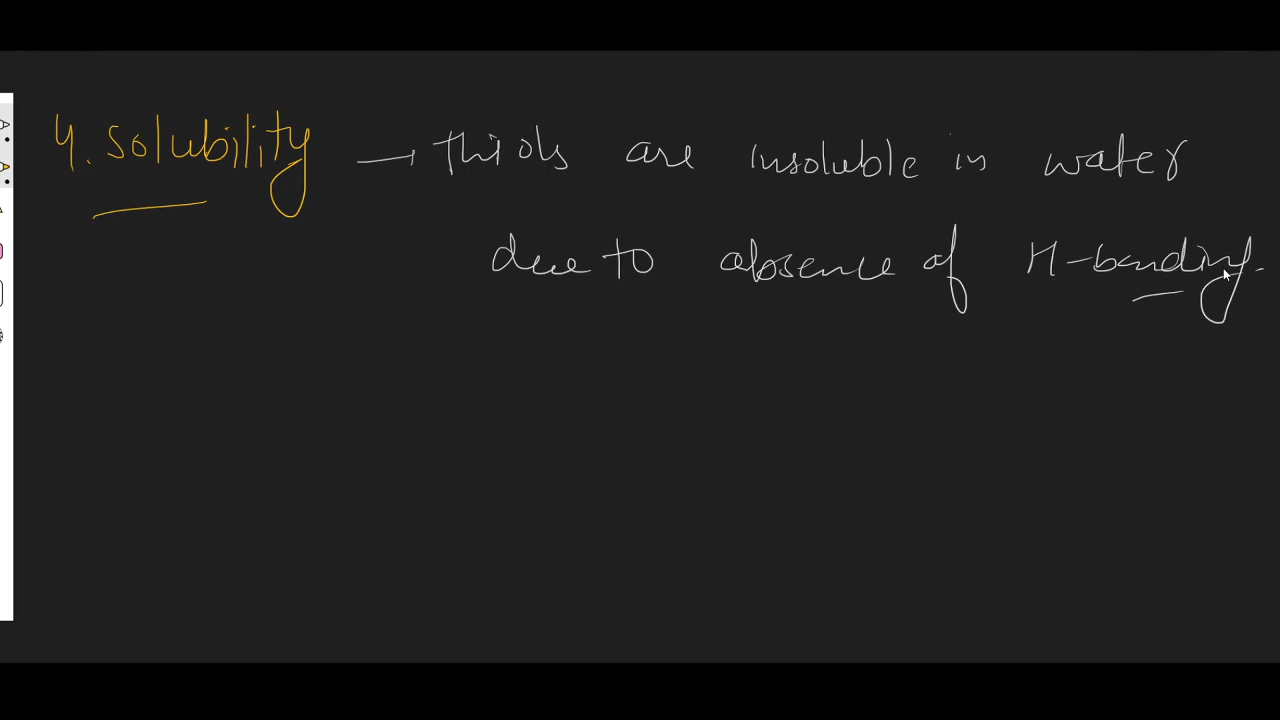 4. Solubility → thiols are insoluble in water
due to absence of H-bonding.